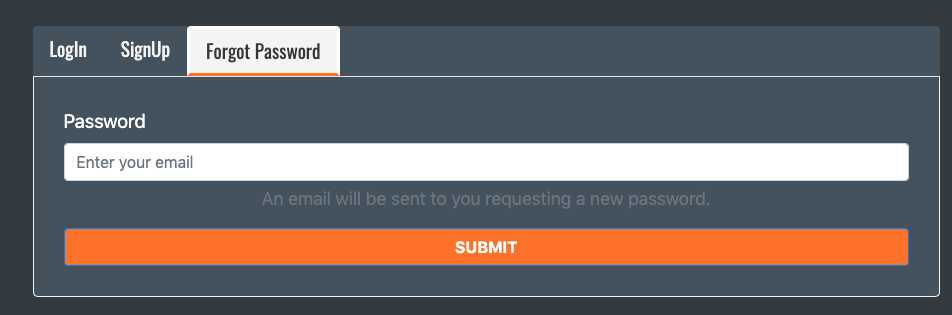 LogIn SignUp Forgot Password
Password
Enter your email
An email will be sent to you requesting a new password.
SUBMIT